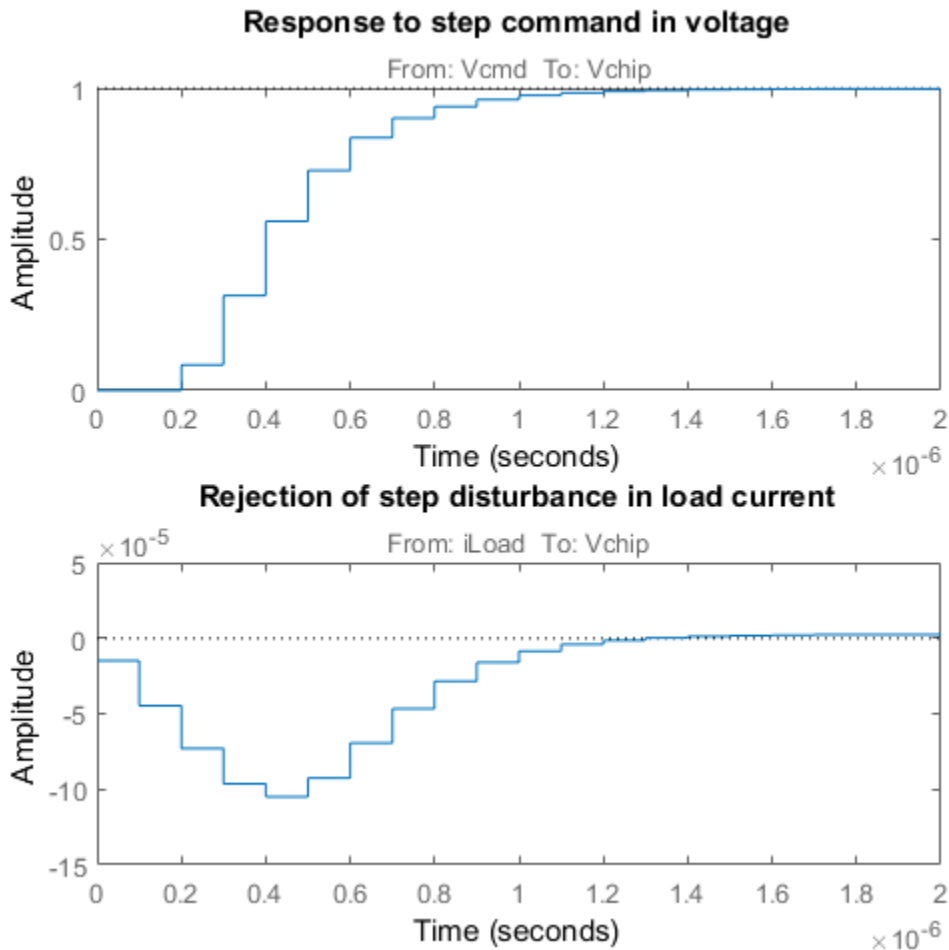 Response to step command in voltage
From: Vcmd To: Vchip
1
0.5
0
Amplitude
0 0.2 0.4 0.6 0.8 1 1.2 1.4 1.6 1.8 2
Time (seconds)
×10-6
Rejection of step disturbance in load current
×10-5
From: iLoad To: Vchip
5
0
-5
-10
-15
Amplitude
0 0.2 0.4 0.6 0.8 1 1.2 1.4 1.6 1.8 2
Time (seconds)
×10-6